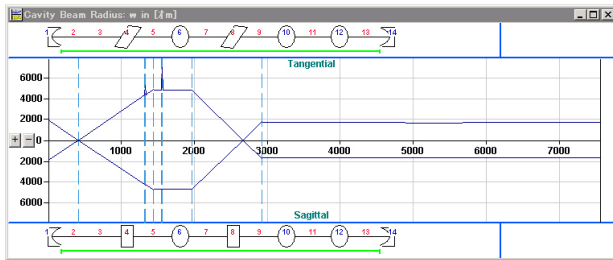 Cavity Beam Radius: w in [ｵm]
1 2 3 4 5 6 7 8 9 10 11 12 13 14
Tangential
6000
4000
2000
+ - 0 1000 2000 3000 4000 5000 6000 7000
2000
4000
6000
Sagittal
1 2 3 4 5 6 7 8 9 10 11 12 13 14